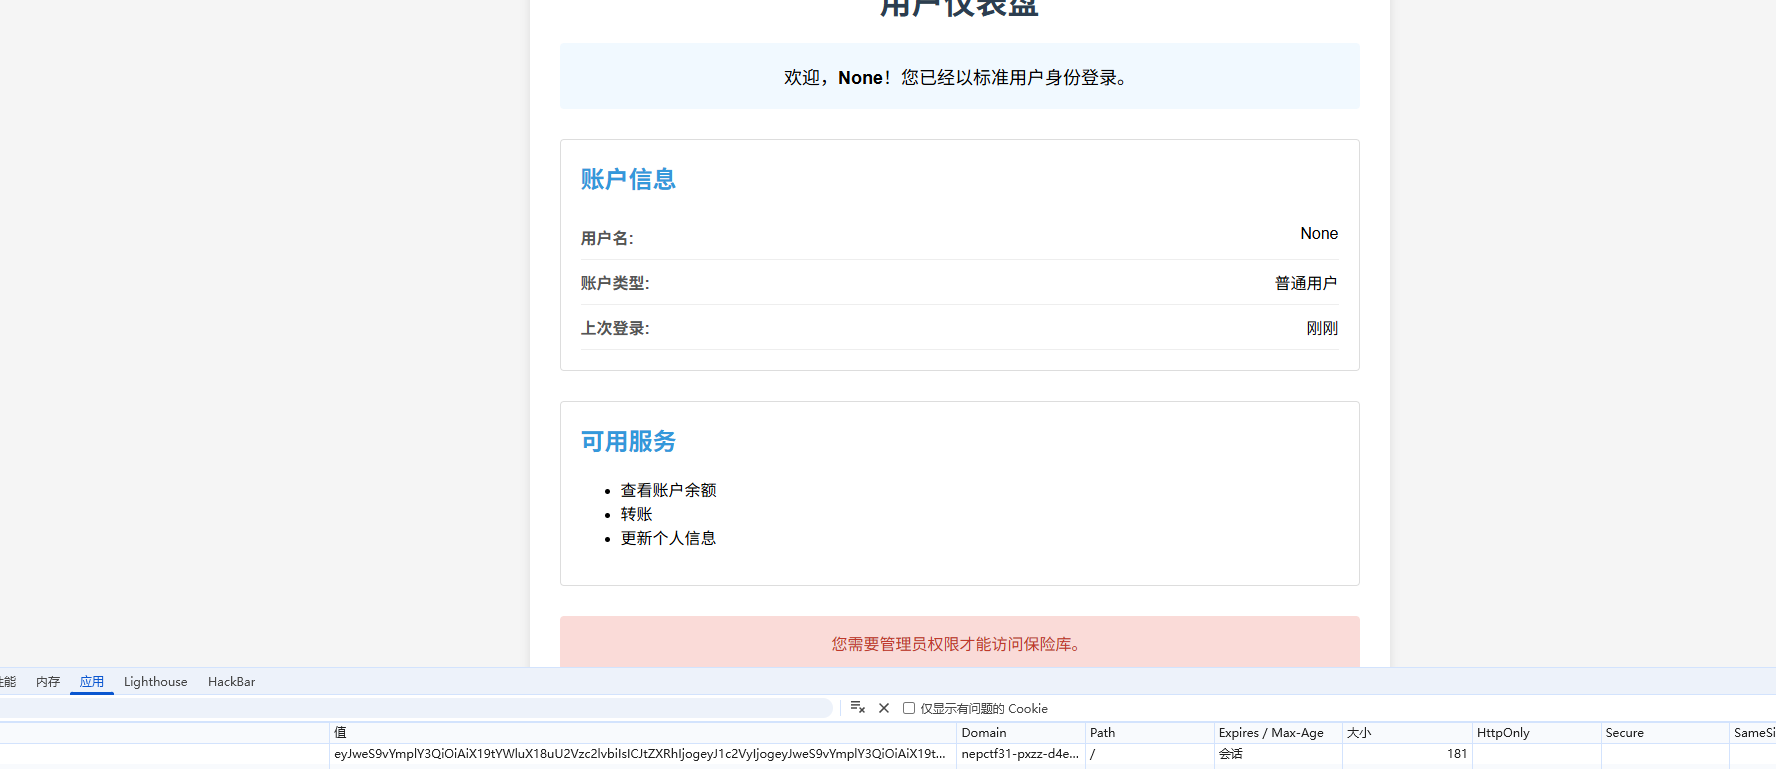 用户仪表盘
欢迎，None！您已经以标准用户身份登录。
账户信息
用户名: None
账户类型: 普通用户
上次登录: 刚刚
可用服务
查看账户余额
转账
更新个人信息
您需要管理员权限才能访问保险库。
性能 内存 应用 Lighthouse HackBar
仅显示有问题的 Cookie
值 Domain Path Expires / Max-Age 大小 HttpOnly Secure SameSi
eyJweS9vYmplY3QiOiAiX19tYWluX18uU2Vzc2lvbiIsICJtZXRhIjogeyJ1c2VyIjogeyJweS9vYmplY3QiOiAiX19t... nepctf31-pxzz-d4e... / 会话 181